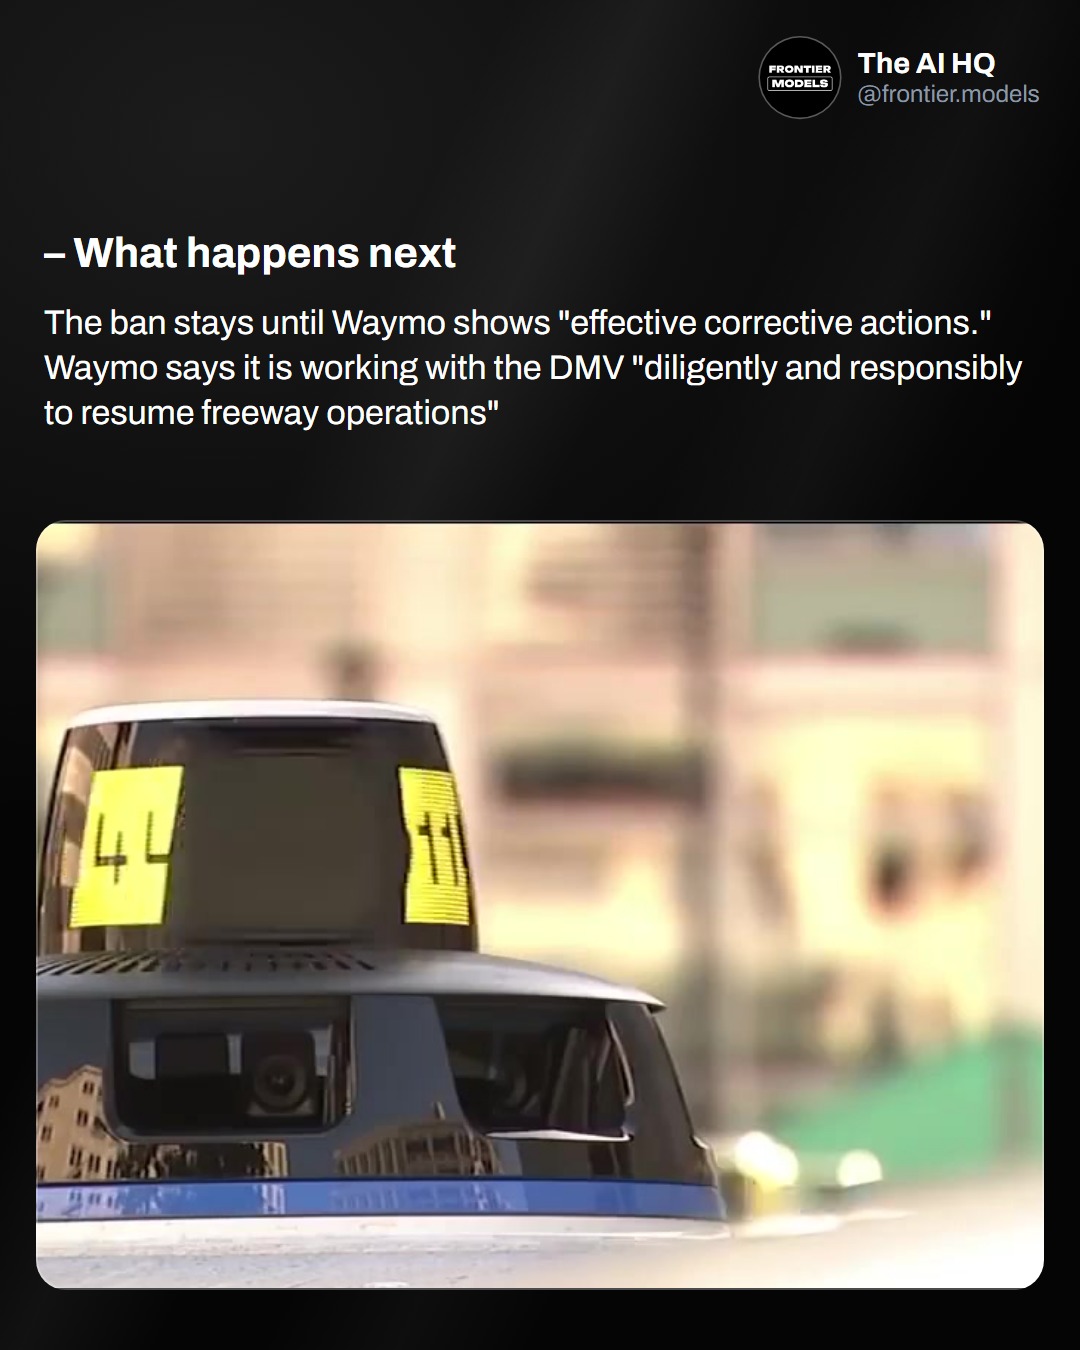 FRONTIER
MODELS
The AI HQ
@frontier.models
– What happens next
The ban stays until Waymo shows "effective corrective actions."
Waymo says it is working with the DMV "diligently and responsibly
to resume freeway operations"